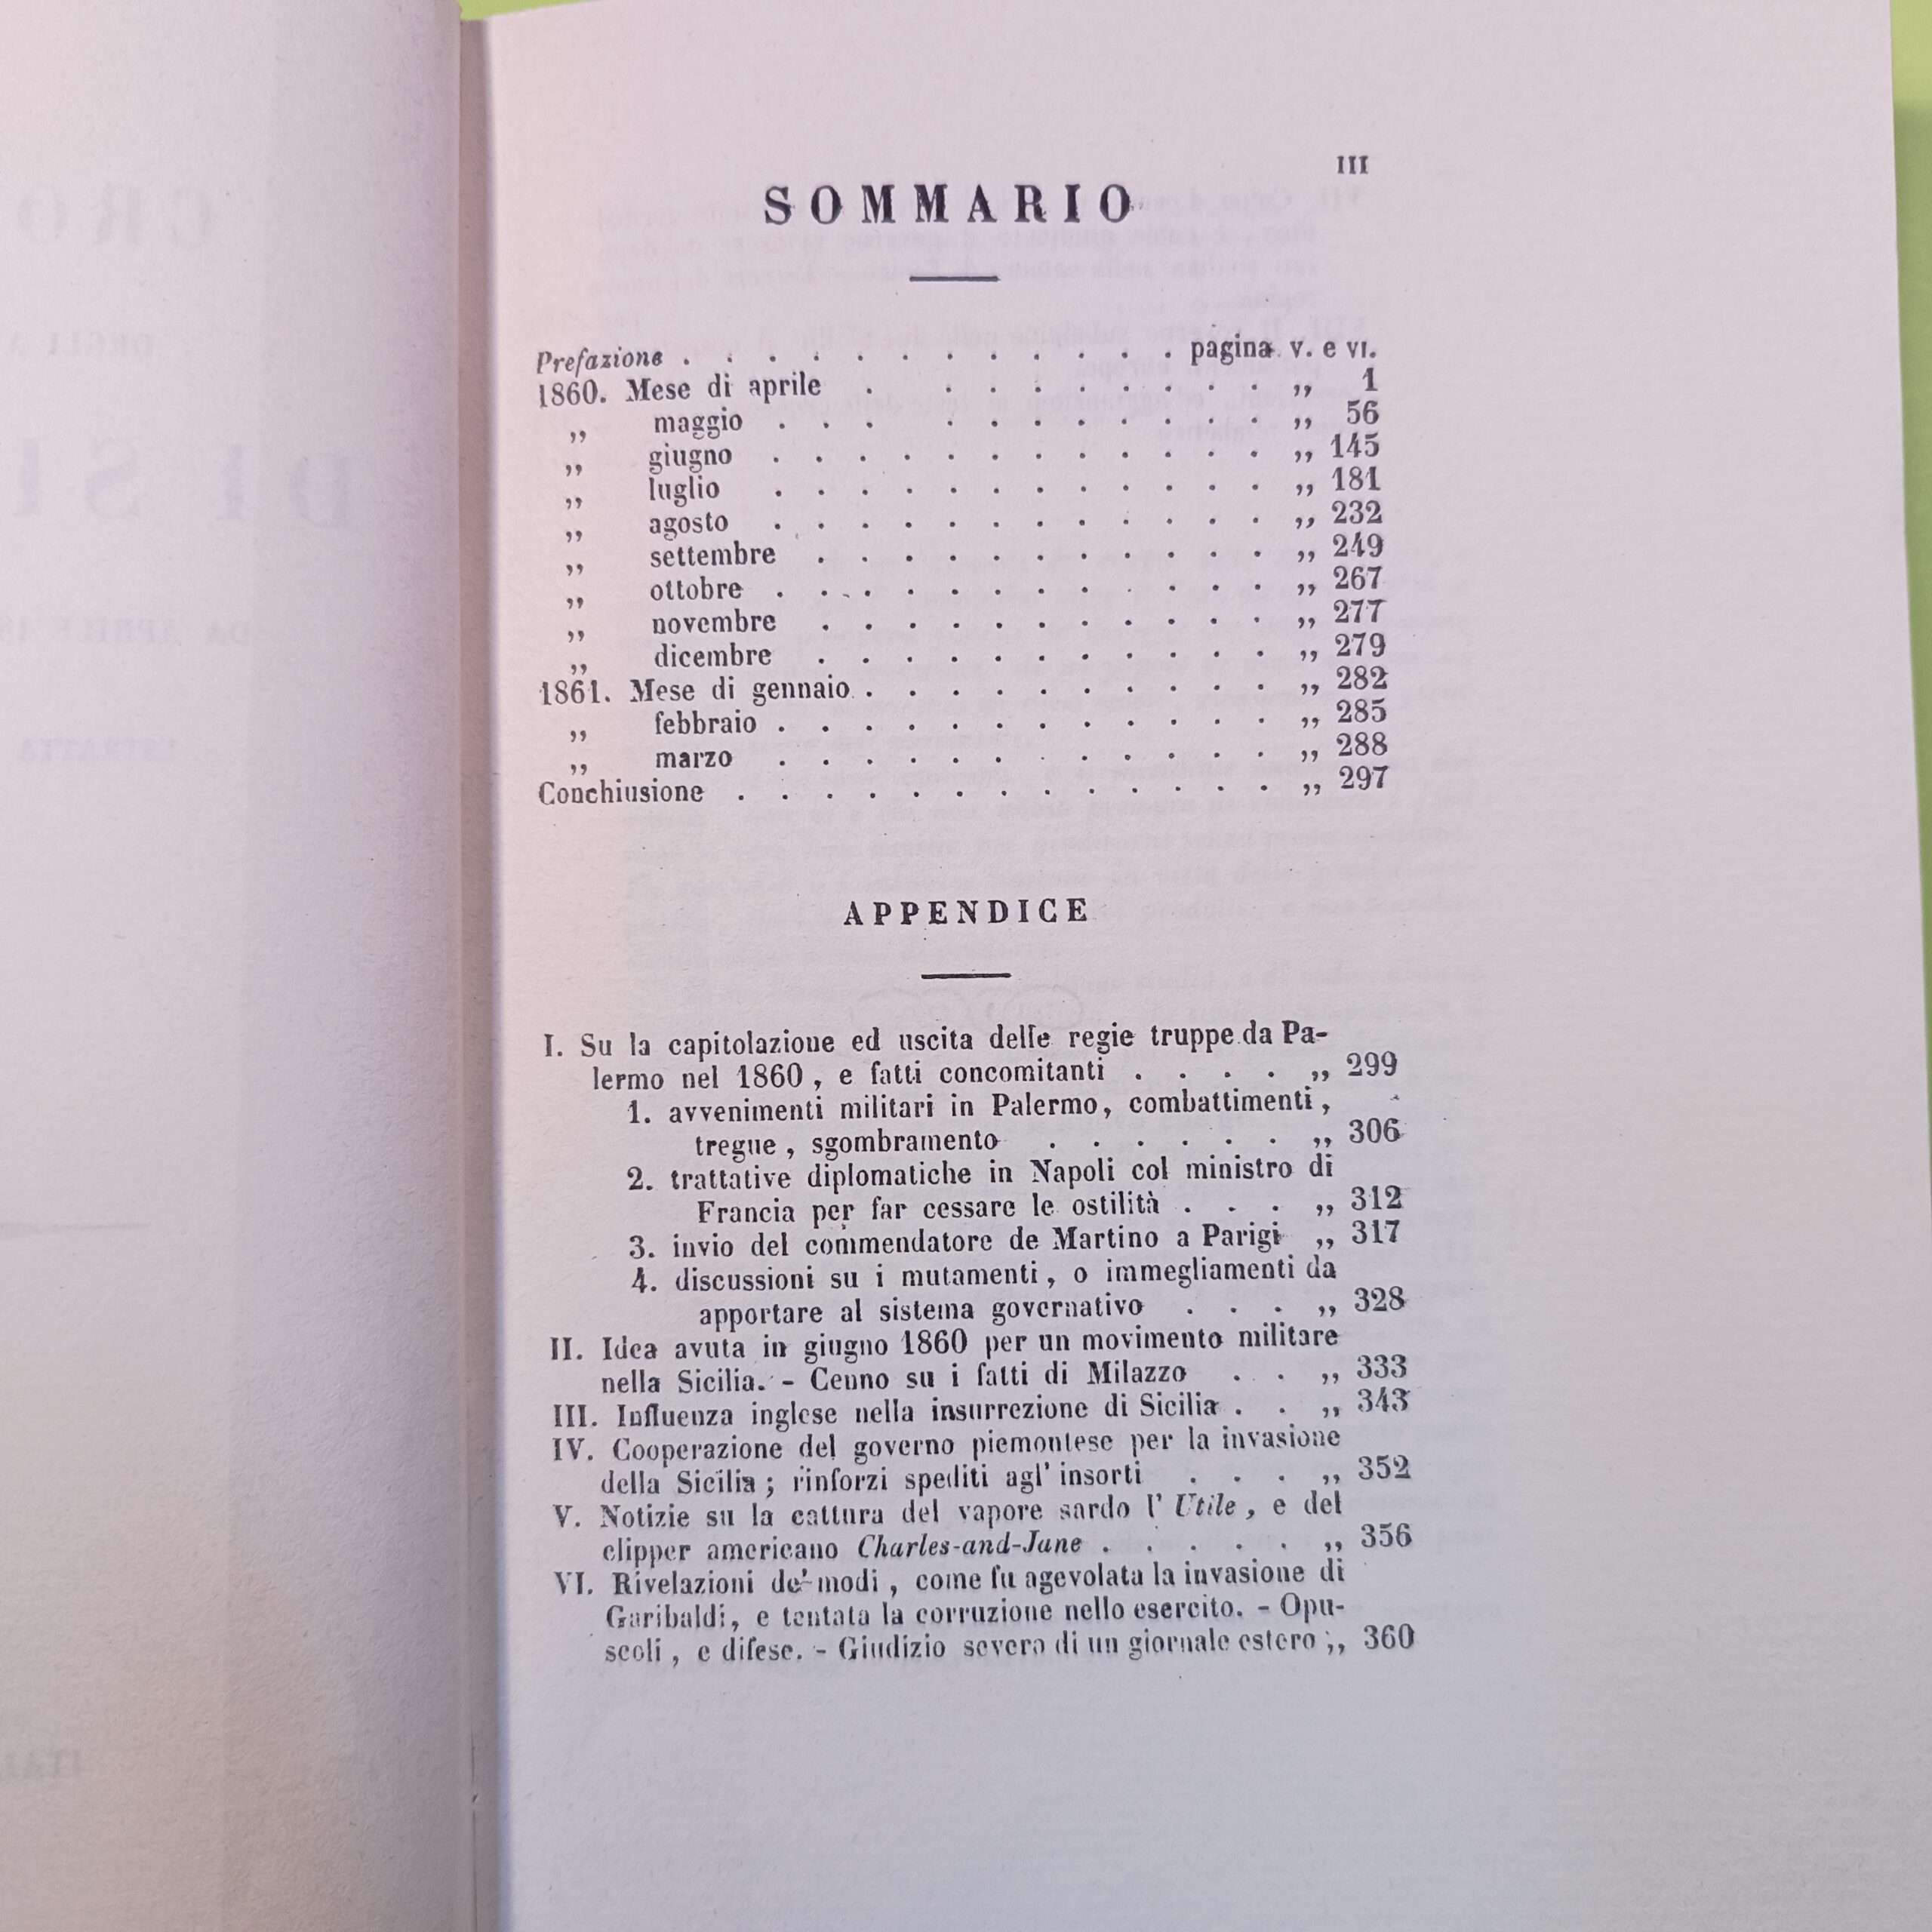 III
SOMMARIO
Prefazione . . . . . . . . . . . . pagina v. e VI.
1860. Mese di aprile . . . . . . . . . ,, 1
,, maggio . . . . . . . . . . . ,, 56
,, giugno . . . . . . . . . . . . ,, 145
,, luglio . . . . . . . . . . . . ,, 181
,, agosto . . . . . . . . . . . . ,, 232
,, settembre . . . . . . . . . . . ,, 249
,, ottobre . . . . . . . . . . . . ,, 267
,, novembre . . . . . . . . . . . ,, 277
,, dicembre . . . . . . . . . . . ,, 279
1861. Mese di gennaio . . . . . . . . . . ,, 282
,, febbraio . . . . . . . . . . . . ,, 285
,, marzo . . . . . . . . . . . . ,, 288
Conchiusione . . . . . . . . . . . . . ,, 297
APPENDICE
I. Su la capitolazione ed uscita delle regie truppe da Pa-
lermo nel 1860, e fatti concomitanti . . . . ,, 299
1. avvenimenti militari in Palermo, combattimenti,
tregue, sgombramento . . . . . . ,, 306
2. trattative diplomatiche in Napoli col ministro di
Francia per far cessare le ostilità . . . ,, 312
3. invio del commendatore de Martino a Parigi ,, 317
4. discussioni su i mutamenti, o immegliamenti da
apportare al sistema governativo . . . ,, 328
II. Idea avuta in giugno 1860 per un movimento militare
nella Sicilia. - Cenno su i fatti di Milazzo . . ,, 333
III. Influenza inglese nella insurrezione di Sicilia . . ,, 343
IV. Cooperazione del governo piemontese per la invasione
della Sicilia; rinforzi spediti agl' insorti . . . ,, 352
V. Notizie su la cattura del vapore sardo l' Utile, e del
clipper americano Charles-and-Jane . . . . . ,, 356
VI. Rivelazioni de' modi, come fu agevolata la invasione di
Garibaldi, e tentata la corruzione nello esercito. - Opu-
scoli, e difese. - Giudizio severo di un giornale estero ,, 360